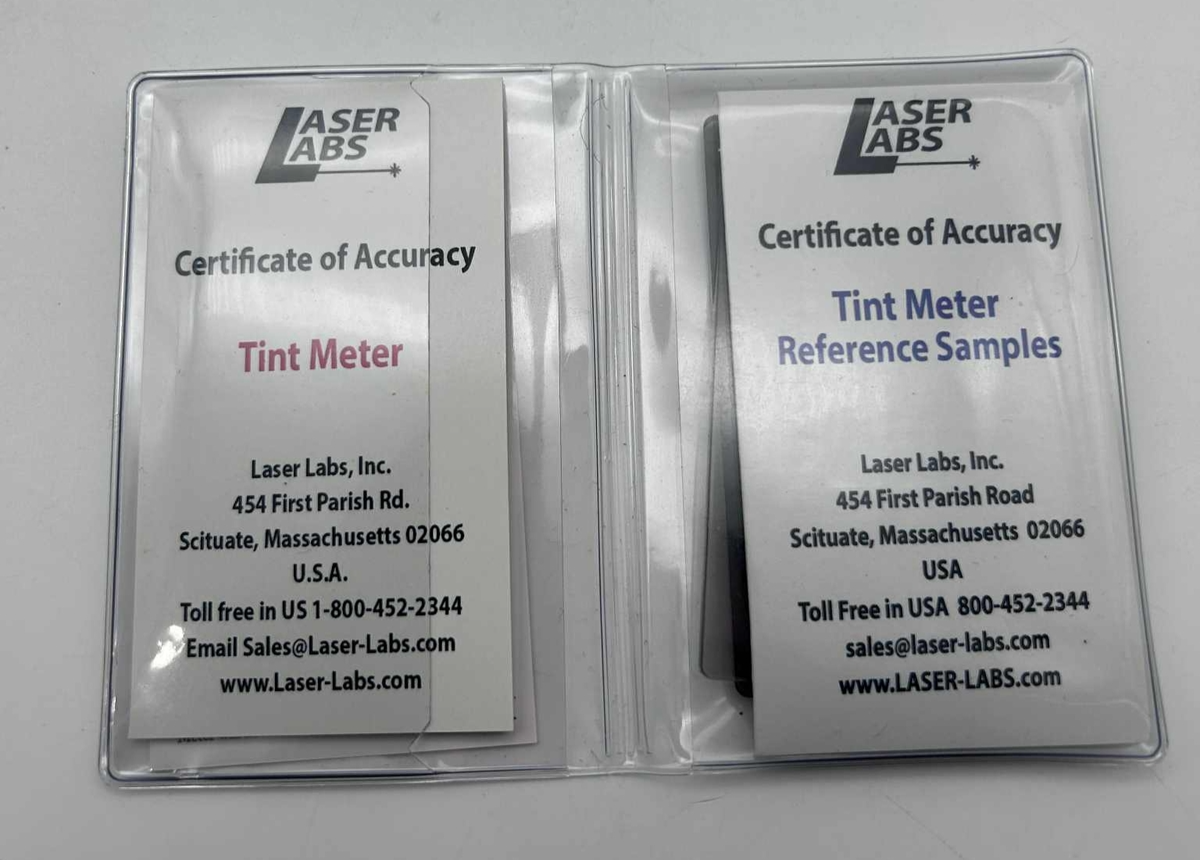 LASER
LABS
Certificate of Accuracy
Tint Meter
Laser Labs, Inc.
454 First Parish Rd.
Scituate, Massachusetts 02066
U.S.A.
Toll free in US 1-800-452-2344
Email Sales@Laser-Labs.com
www.Laser-Labs.com
LASER
LABS
Certificate of Accuracy
Tint Meter
Reference Samples
Laser Labs, Inc.
454 First Parish Road
Scituate, Massachusetts 02066
USA
Toll Free in USA 800-452-2344
sales@laser-labs.com
www.LASER-LABS.com